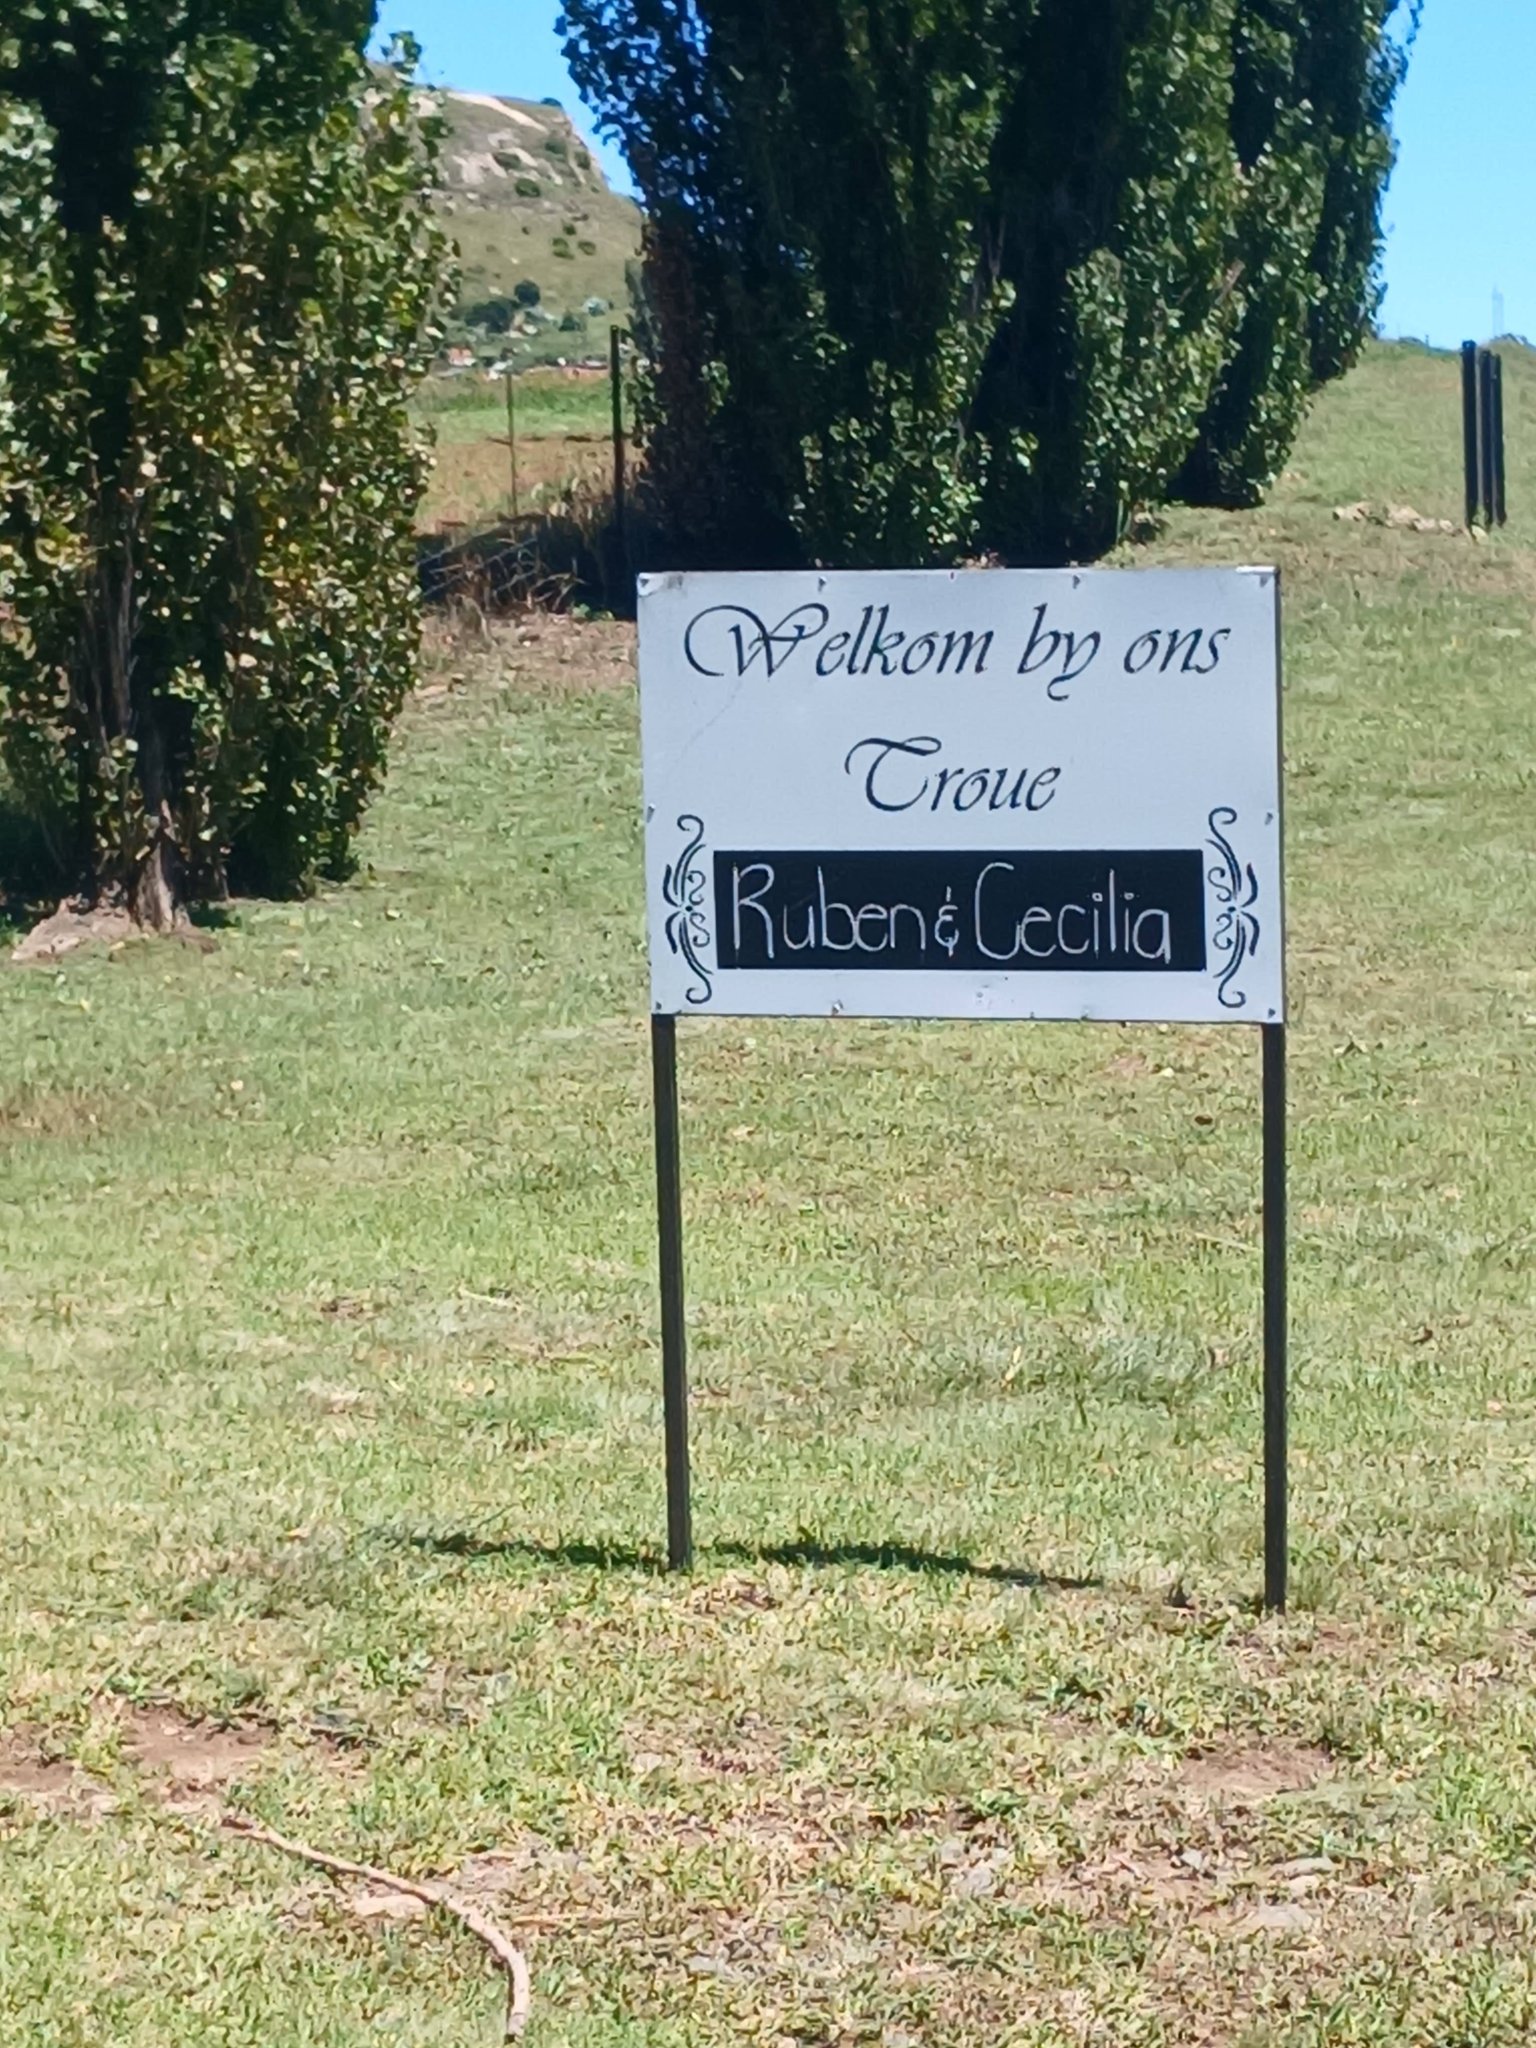 Welkom by ons
Troue
Ruben & Cecilia